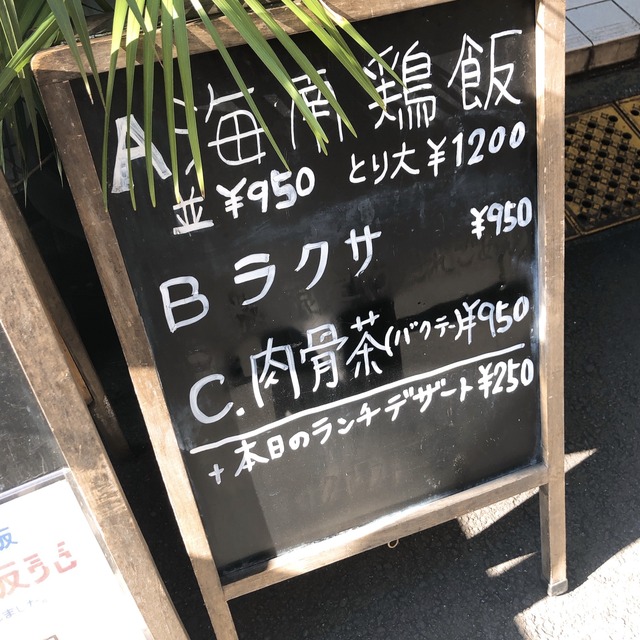 A 海南鶏飯
並 ¥950 とり大 ¥1200
B ラクサ ¥950
C. 肉骨茶(バクテー) ¥950
+ 本日のランチデザート ¥250